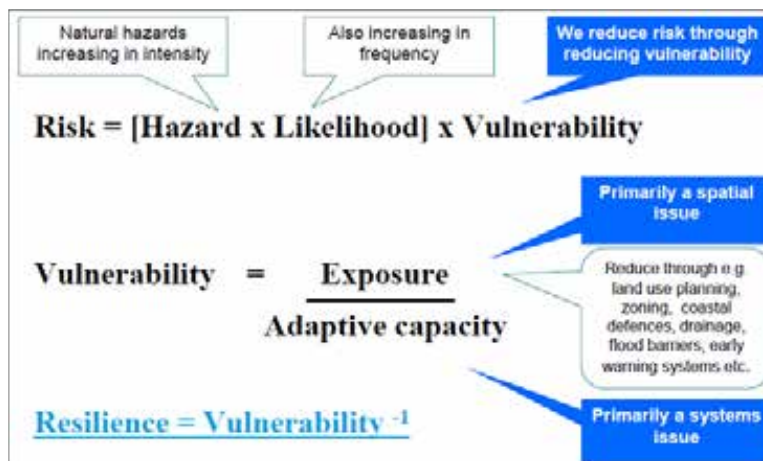 Natural hazards
increasing in intensity
Also increasing in
frequency
We reduce risk through
reducing vulnerability
Risk = [Hazard x Likelihood] x Vulnerability
Primarily a spatial
issue
Vulnerability = Exposure
Adaptive capacity
Reduce through e.g.
land use planning,
zoning, coastal
defences, drainage,
flood barriers, early
warning systems etc.
Primarily a systems
issue
Resilience = Vulnerability -1